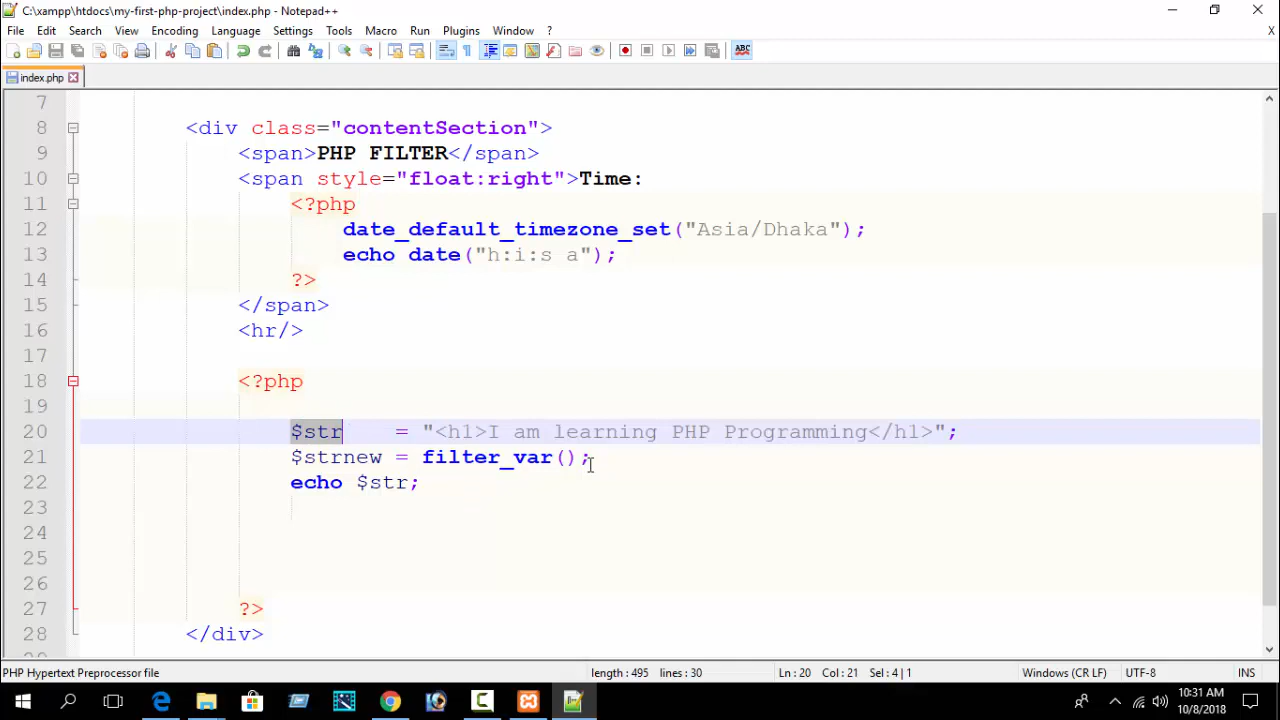 C:\xampp\htdocs\my-first-php-project\index.php - Notepad++
File Edit Search View Encoding Language Settings Tools Macro Run Plugins Window ? X
ABC
index.php
7
8 <div class="contentSection">
9 <span>PHP FILTER</span>
10 <span style="float:right">Time:
11 <?php
12 date_default_timezone_set("Asia/Dhaka");
13 echo date("h:i:s a");
14 ?>
15 </span>
16 <hr/>
17
18 <?php
19
20 $str = "<h1>I am learning PHP Programming</h1>";
21 $strnew = filter_var();
22 echo $str;
23
24
25
26
27 ?>
28 </div>
PHP Hypertext Preprocessor file length : 495 lines : 30 Ln : 20 Col : 21 Sel : 4 | 1 Windows (CR LF) UTF-8 INS
10:31 AM
10/8/2018